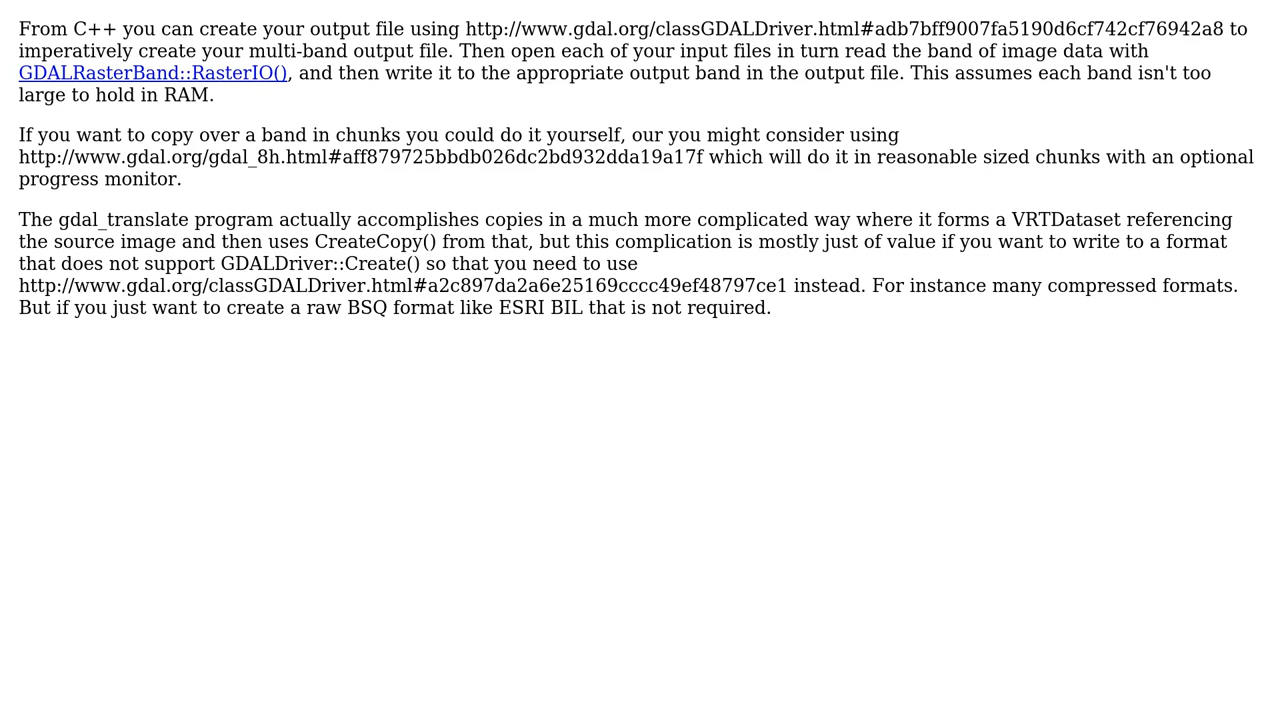 From C++ you can create your output file using http://www.gdal.org/classGDALDriver.html#adb7bff9007fa5190d6cf742cf76942a8 to
imperatively create your multi-band output file. Then open each of your input files in turn read the band of image data with
GDALRasterBand::RasterIO(), and then write it to the appropriate output band in the output file. This assumes each band isn't too
large to hold in RAM.
If you want to copy over a band in chunks you could do it yourself, our you might consider using
http://www.gdal.org/gdal_8h.html#aff879725bbdb026dc2bd932dda19a17f which will do it in reasonable sized chunks with an optional
progress monitor.
The gdal_translate program actually accomplishes copies in a much more complicated way where it forms a VRTDataset referencing
the source image and then uses CreateCopy() from that, but this complication is mostly just of value if you want to write to a format
that does not support GDALDriver::Create() so that you need to use
http://www.gdal.org/classGDALDriver.html#a2c897da2a6e25169cccc49ef48797ce1 instead. For instance many compressed formats.
But if you just want to create a raw BSQ format like ESRI BIL that is not required.